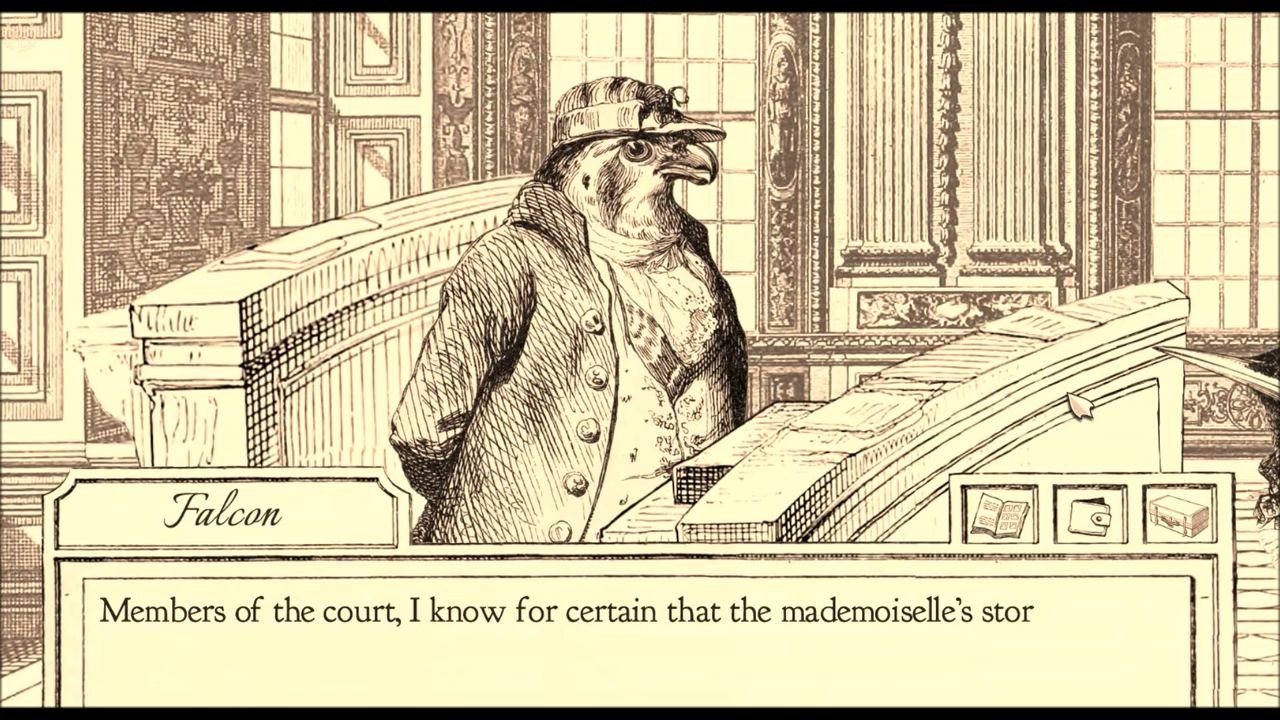 Falcon
Members of the court, I know for certain that the mademoiselle's stor